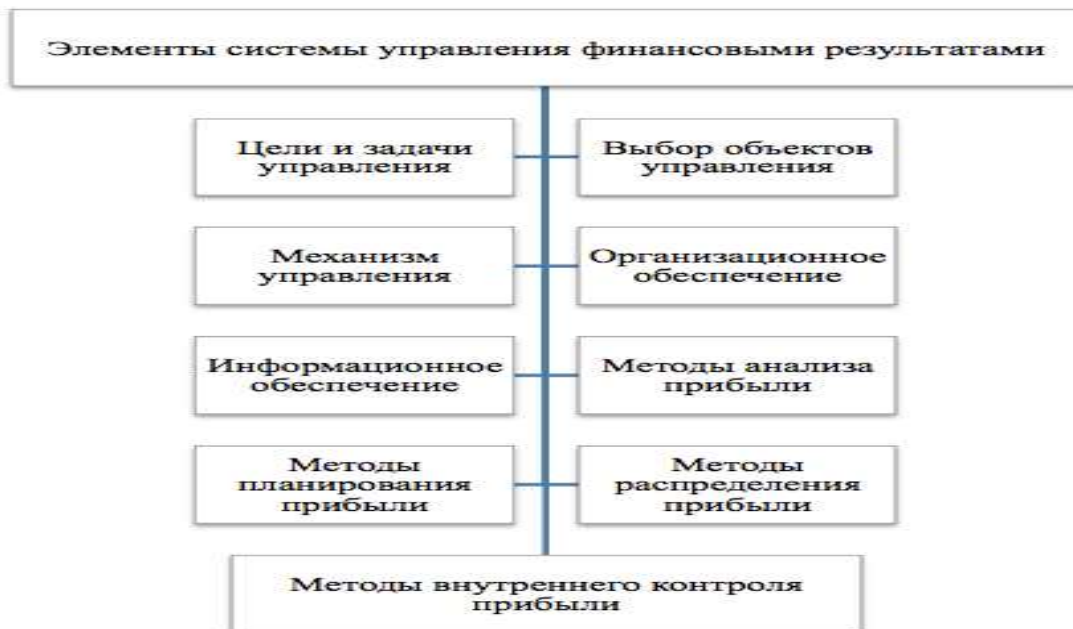 Элементы системы управления финансовыми результатами
Цели и задачи
управления
Выбор объектов
управления
Механизм
управления
Организационное
обеспечение
Информационное
обеспечение
Методы анализа
прибыли
Методы
планирования
прибыли
Методы
распределения
прибыли
Методы внутреннего контроля
прибыли